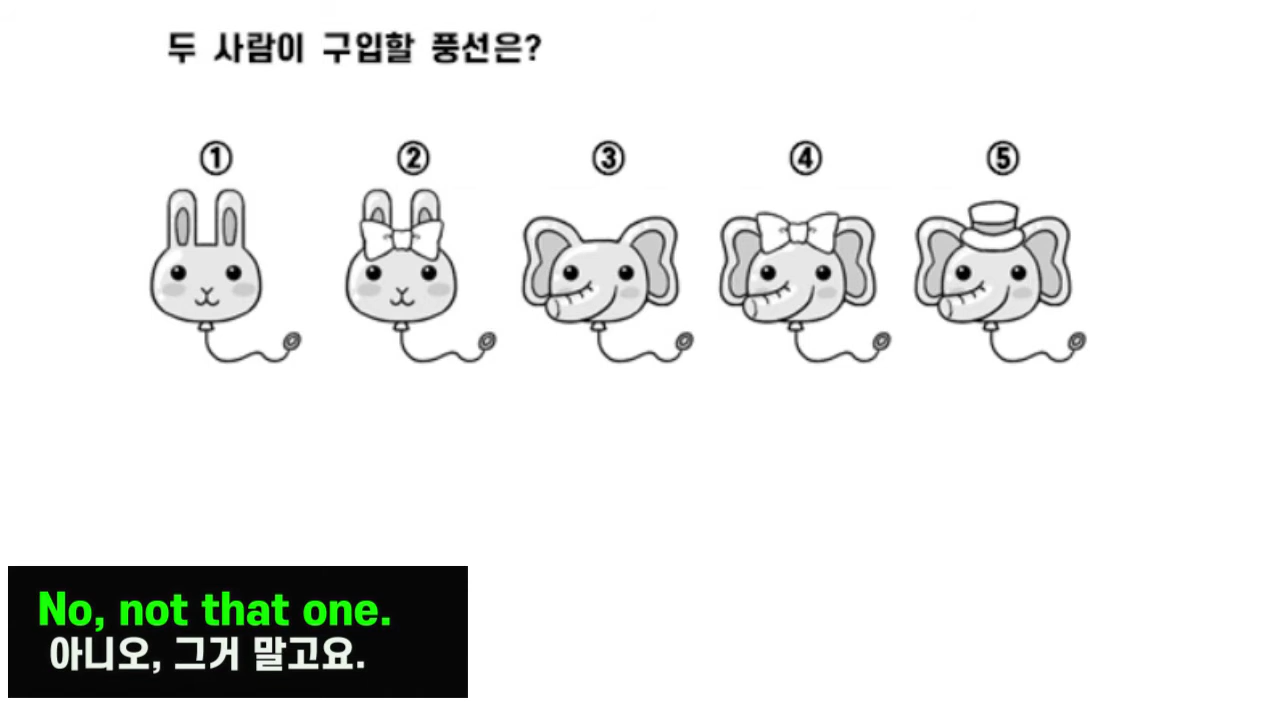 두 사람이 구입할 풍선은?
① ② ③ ④ ⑤
No, not that one.
아니오, 그거 말고요.